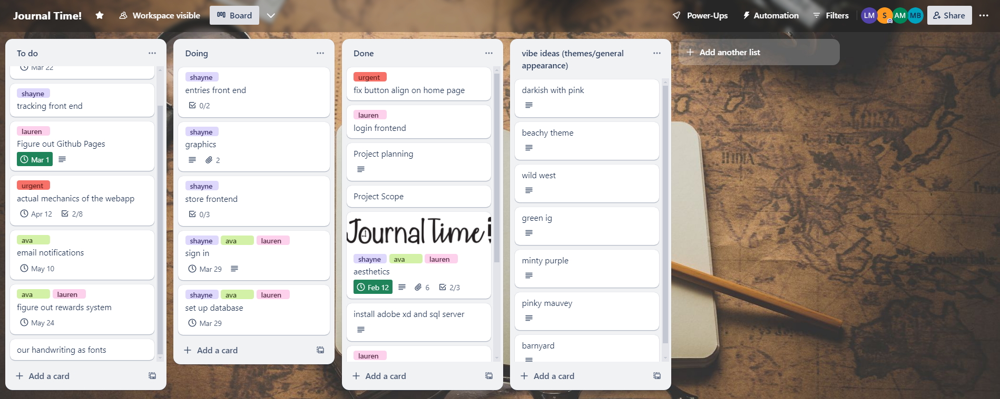 Journal Time!
Workspace visible
Board
Power-Ups
Automation
Filters
LM
S
AM
MB
Share
To do
Mar 22
shayne
tracking front end
lauren
Figure out Github Pages
Mar 1
urgent
actual mechanics of the webapp
Apr 12 2/8
ava
email notifications
May 10
ava lauren
figure out rewards system
May 24
our handwriting as fonts
+ Add a card
Doing
shayne
entries front end
0/2
shayne
graphics
2
shayne
store frontend
0/3
shayne ava lauren
sign in
Mar 29
shayne ava lauren
set up database
Mar 29
+ Add a card
Done
urgent
fix button align on home page
lauren
login frontend
Project planning
Project Scope
Journal Time!
shayne ava lauren
aesthetics
Feb 12 6 2/3
install adobe xd and sql server
lauren
+ Add a card
vibe ideas (themes/general
appearance)
darkish with pink
beachy theme
wild west
green ig
minty purple
pinky mauvey
barnyard
+ Add a card
+ Add another list
INDIA